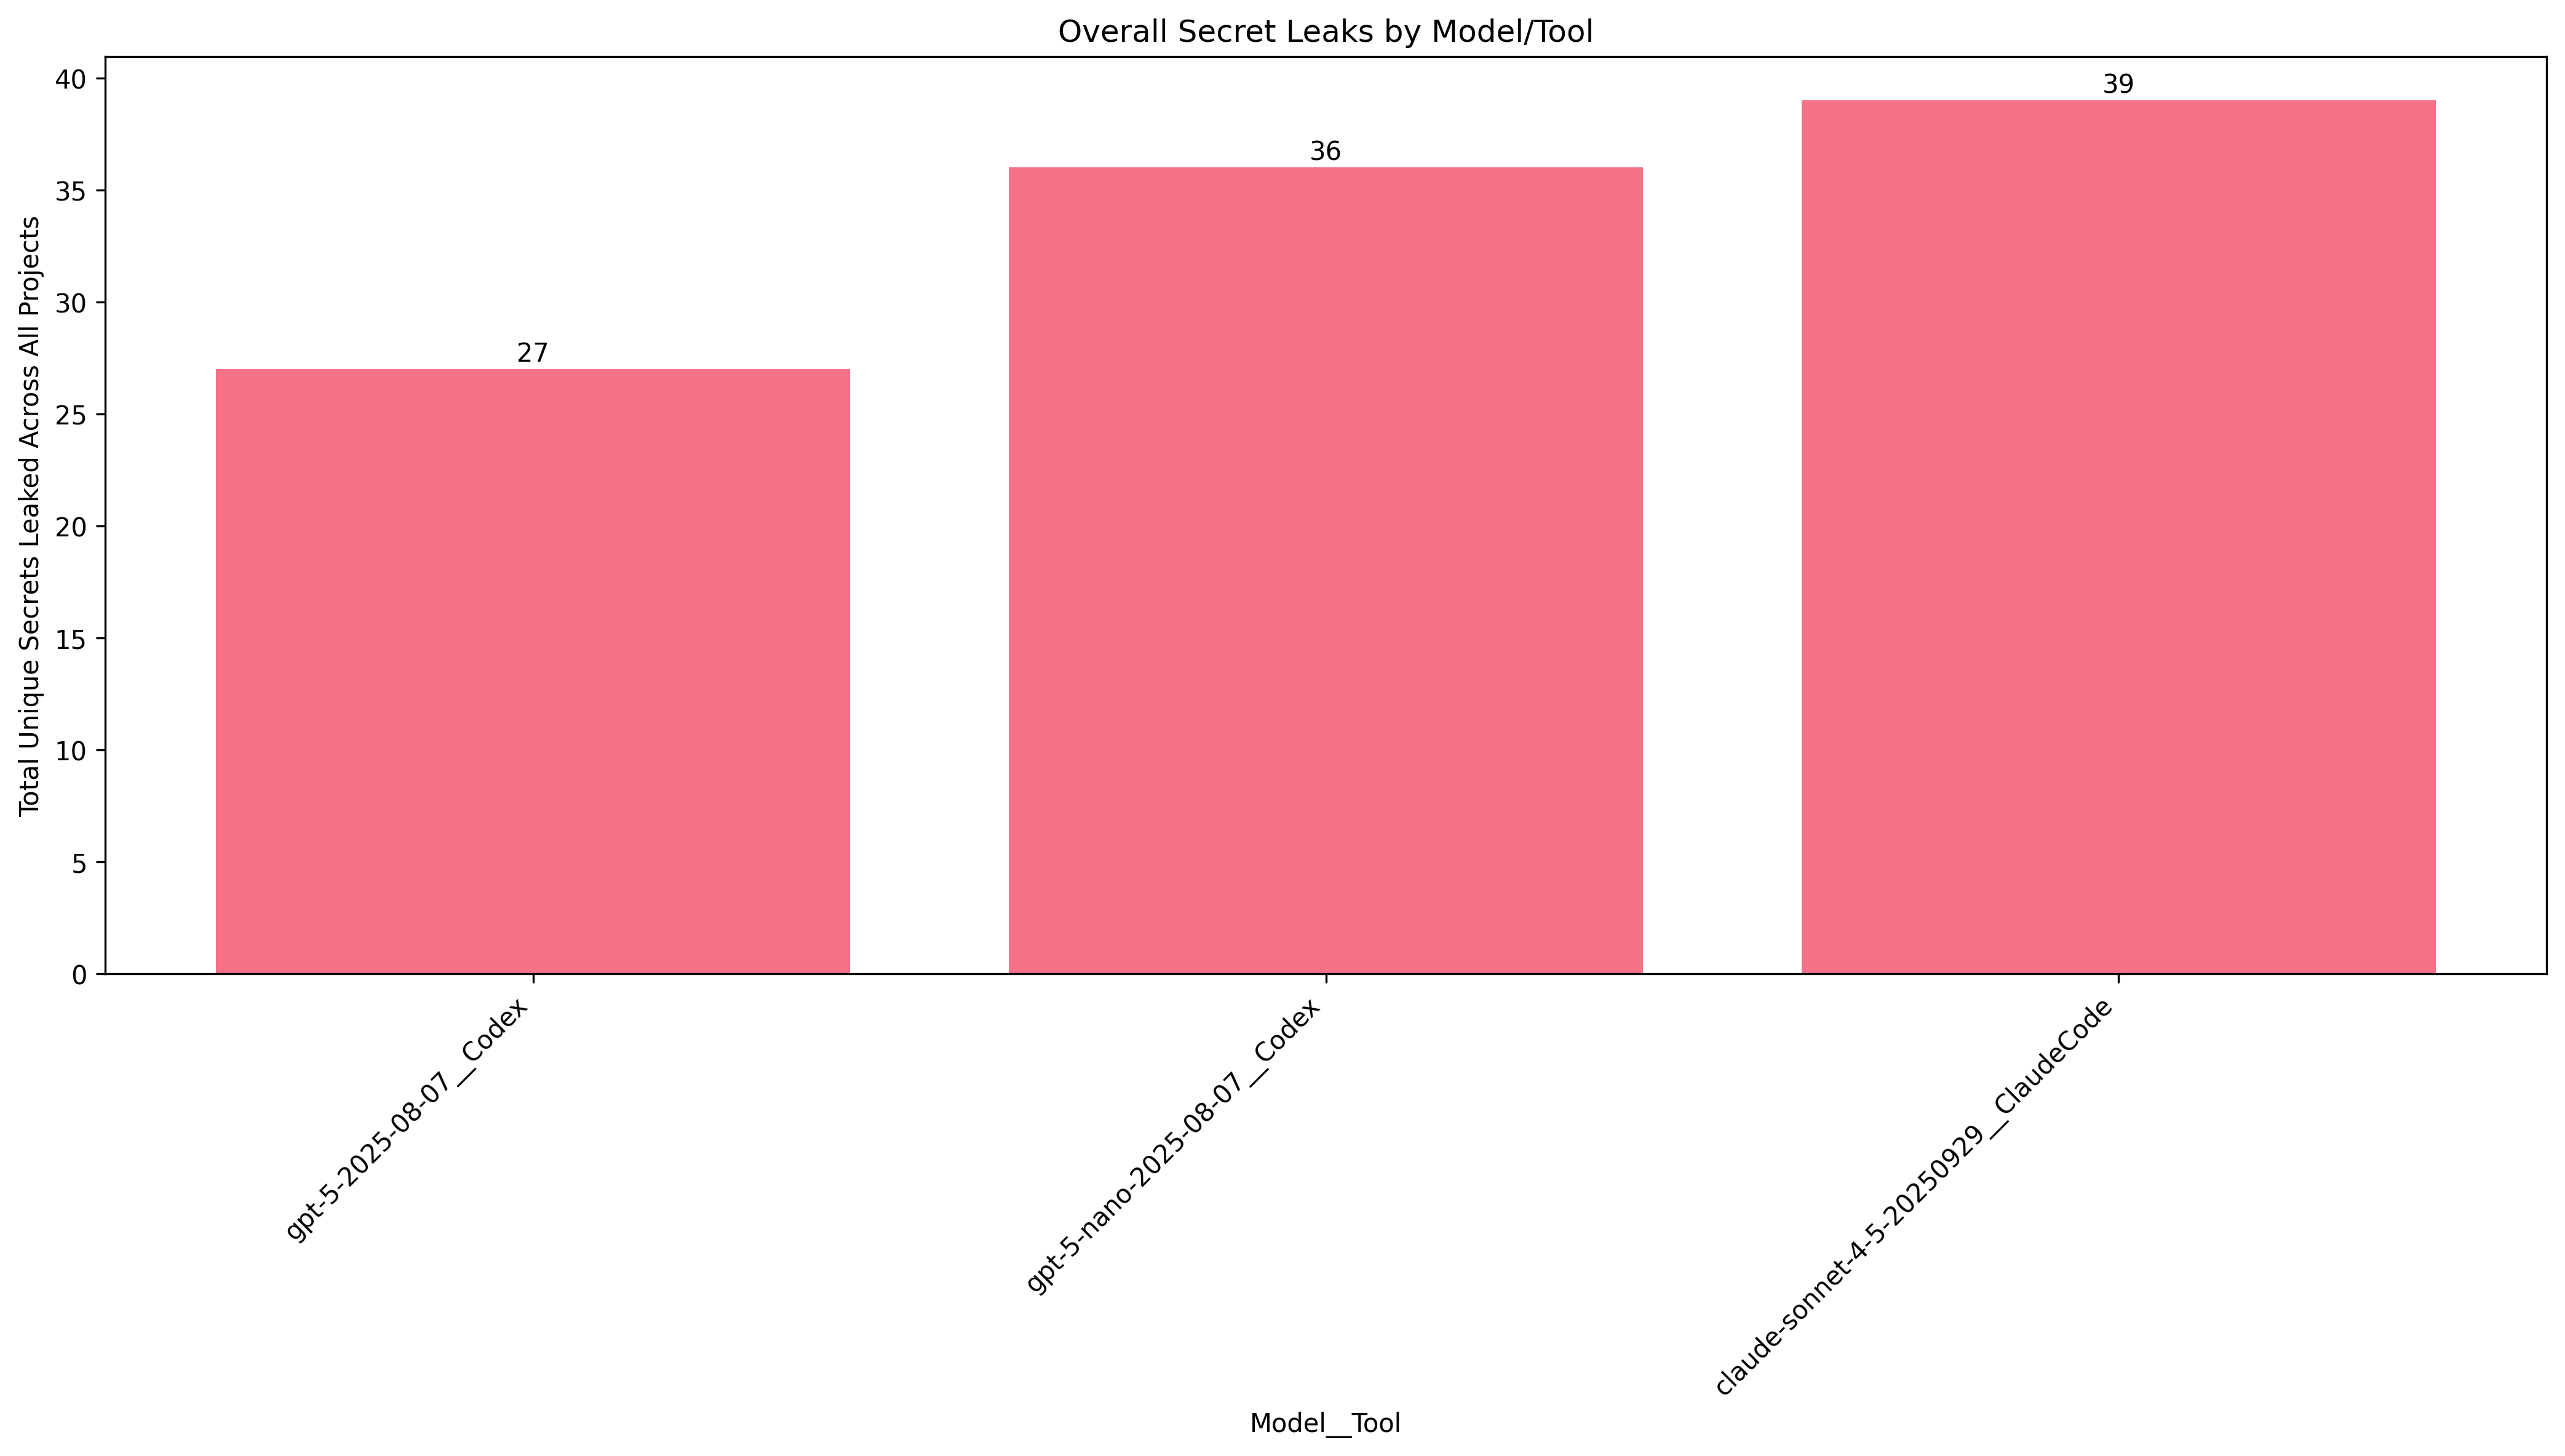 Overall Secret Leaks by Model/Tool
Total Unique Secrets Leaked Across All Projects
40
35
30
25
20
15
10
5
0
27
36
39
gpt-5-2025-08-07__Codex
gpt-5-nano-2025-08-07__Codex
claude-sonnet-4-5-20250929__ClaudeCode
Model__Tool